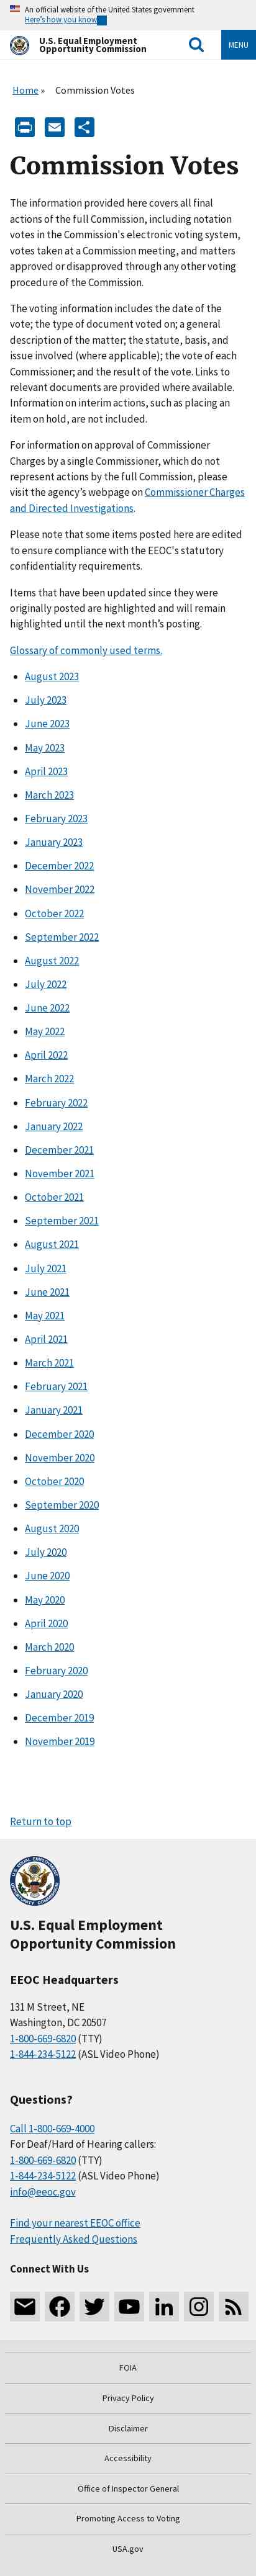 An official website of the United States government
Here's how you know
U.S. Equal Employment
Opportunity Commission
MENU
Home » Commission Votes
Commission Votes
The information provided here covers all final
Commission votes, including votes of notation
votes in the Commission's electronic voting system,
votes taken at a Commission meeting, and matters
approved or disapproved through any other voting
procedure.
The voting information includes the date of the
vote; the type of document voted on; a general
description of the matter; the statute, basis, and
issue involved (where applicable); the vote of each
Commissioner; and the result of the vote. Links to
relevant documents are provided where available.
Information on interim actions, such as placing an
item on hold, are not included.
For information on approval of Commissioner
Charges by a single Commissioner, which do not
represent actions by the full Commission, please
visit the agency's webpage on Commissioner Charges
and Directed Investigations.
Please note that some items posted here are edited
to ensure compliance with the EEOC's statutory
confidentiality requirements.
Items that have been updated since they were
originally posted are highlighted and will remain
highlighted until the next month's posting.
Glossary of commonly used terms.
August 2023
July 2023
June 2023
May 2023
April 2023
March 2023
February 2023
January 2023
December 2022
November 2022
October 2022
September 2022
August 2022
July 2022
June 2022
May 2022
April 2022
March 2022
February 2022
January 2022
December 2021
November 2021
October 2021
September 2021
August 2021
July 2021
June 2021
May 2021
April 2021
March 2021
February 2021
January 2021
December 2020
November 2020
October 2020
September 2020
August 2020
July 2020
June 2020
May 2020
April 2020
March 2020
February 2020
January 2020
December 2019
November 2019
Return to top
U.S. Equal Employment
Opportunity Commission
EEOC Headquarters
131 M Street, NE
Washington, DC 20507
1-800-669-6820 (TTY)
1-844-234-5122 (ASL Video Phone)
Questions?
Call 1-800-669-4000
For Deaf/Hard of Hearing callers:
1-800-669-6820 (TTY)
1-844-234-5122 (ASL Video Phone)
info@eeoc.gov
Find your nearest EEOC office
Frequently Asked Questions
Connect With Us
FOIA
Privacy Policy
Disclaimer
Accessibility
Office of Inspector General
Promoting Access to Voting
USA.gov